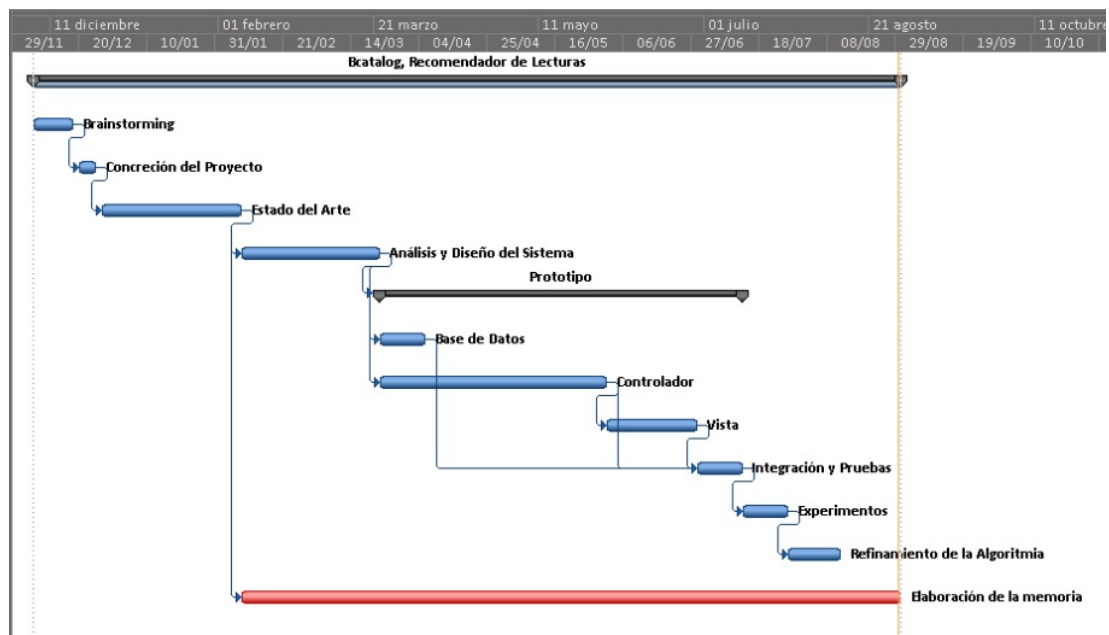 11 diciembre 01 febrero 21 marzo 11 mayo 01 julio 21 agosto 11 octubre
29/11 20/12 10/01 31/01 21/02 14/03 04/04 25/04 16/05 06/06 27/06 18/07 08/08 29/08 19/09 10/10
Bcatalog, Recomendador de Lecturas
Brainstorming
Concreción del Proyecto
Estado del Arte
Análisis y Diseño del Sistema
Prototipo
Base de Datos
Controlador
Vista
Integración y Pruebas
Experimentos
Refinamiento de la Algoritmia
Elaboración de la memoria